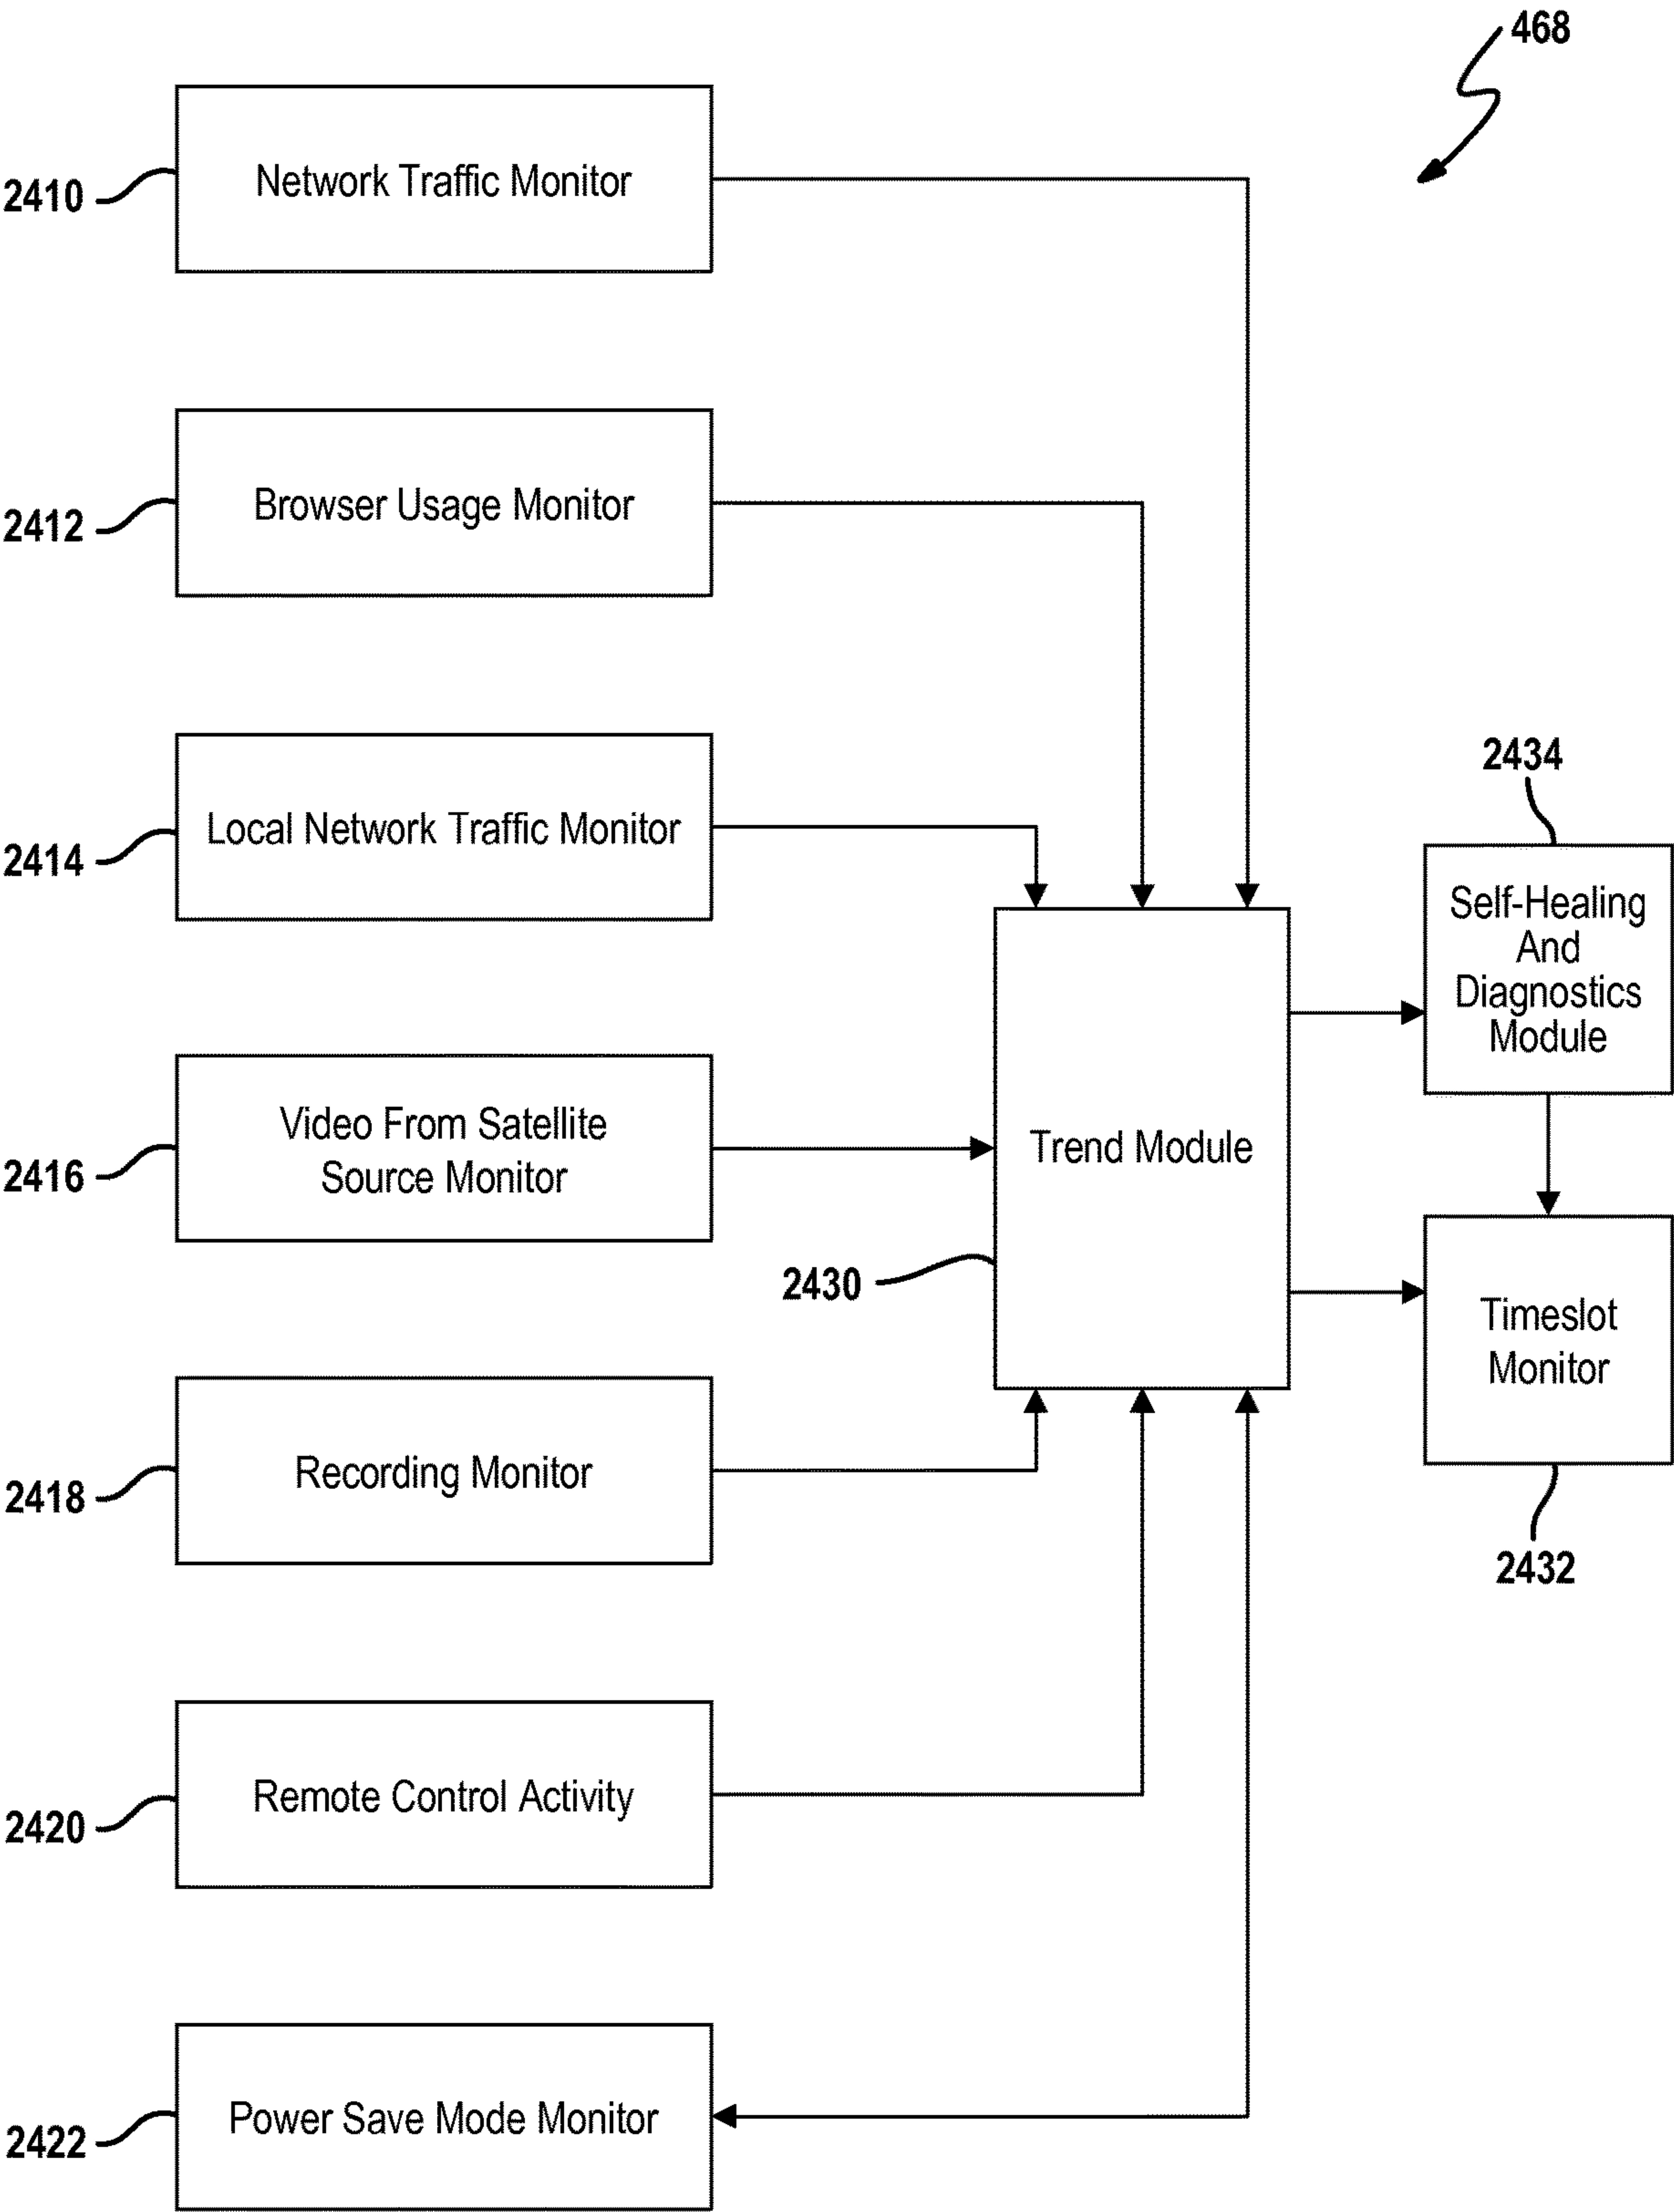 468
Network Traffic Monitor
2410
Browser Usage Monitor
2412
2434
Local Network Traffic Monitor
2414
Self-Healing
And
Diagnostics
Module
Video From Satellite
Source Monitor
2416
Trend Module
2430
Timeslot
Monitor
Recording Monitor
2418
2432
Remote Control Activity
2420
Power Save Mode Monitor
2422